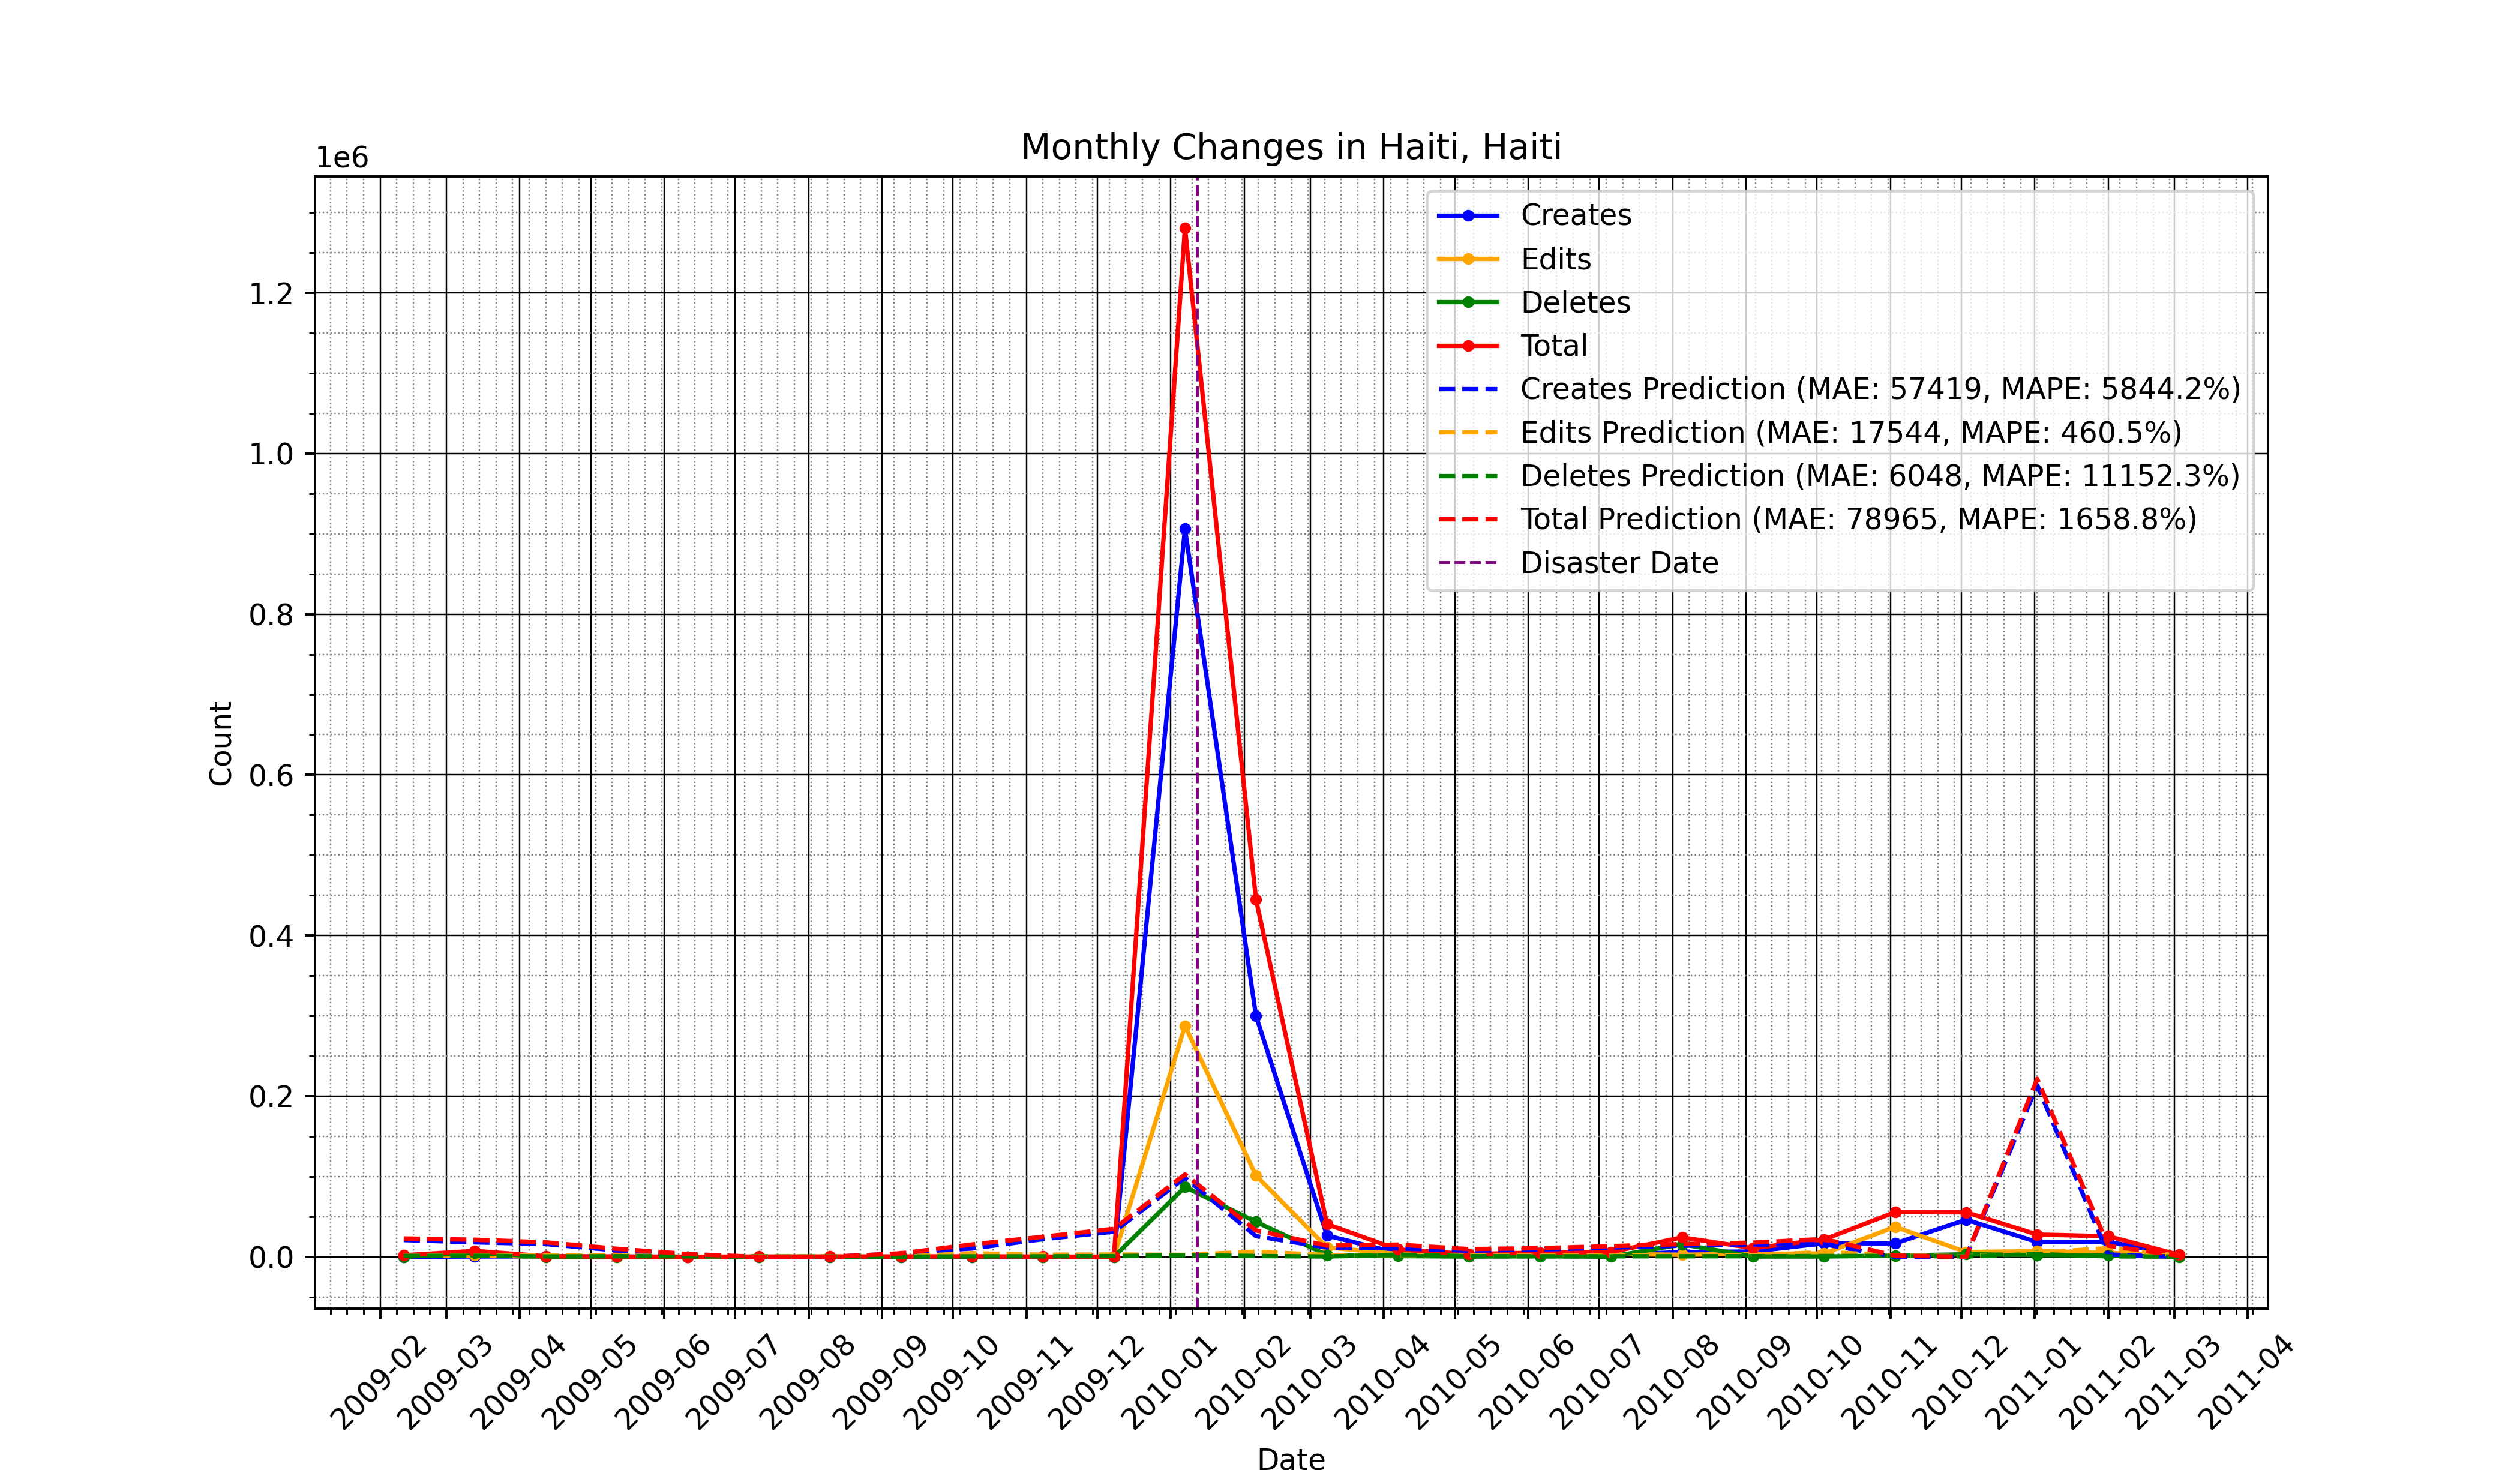 Monthly Changes in Haiti, Haiti
1e6
1.2
1.0
0.8
0.6
0.4
0.2
0.0
Count
Creates
Edits
Deletes
Total
Creates Prediction (MAE: 57419, MAPE: 5844.2%)
Edits Prediction (MAE: 17544, MAPE: 460.5%)
Deletes Prediction (MAE: 6048, MAPE: 11152.3%)
Total Prediction (MAE: 78965, MAPE: 1658.8%)
Disaster Date
2009-02
2009-03
2009-04
2009-05
2009-06
2009-07
2009-08
2009-09
2009-10
2009-11
2009-12
2010-01
2010-02
2010-03
2010-04
2010-05
2010-06
2010-07
2010-08
2010-09
2010-10
2010-11
2010-12
2011-01
2011-02
2011-03
2011-04
Date